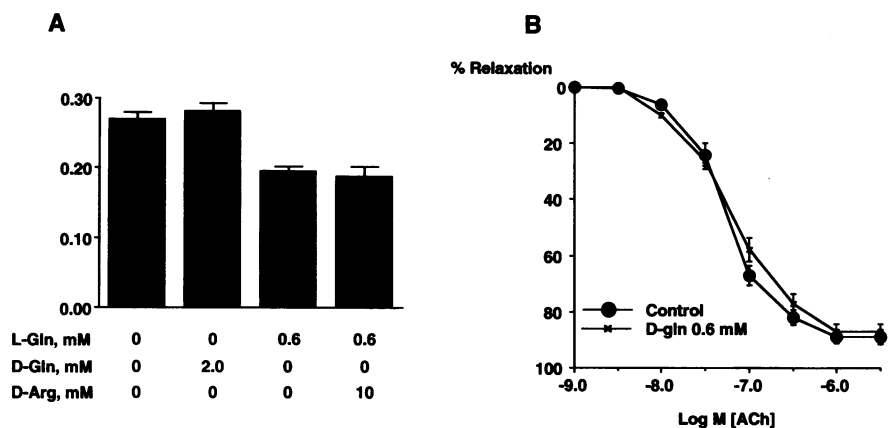 A
0.30
0.20
0.10
0.00
L-Gln, mM 0 0 0.6 0.6
D-Gln, mM 0 2.0 0 0
D-Arg, mM 0 0 0 10
B
% Relaxation
0
20
40
60
80
100
Control
D-gln 0.6 mM
-9.0 -8.0 -7.0 -6.0
Log M [ACh]